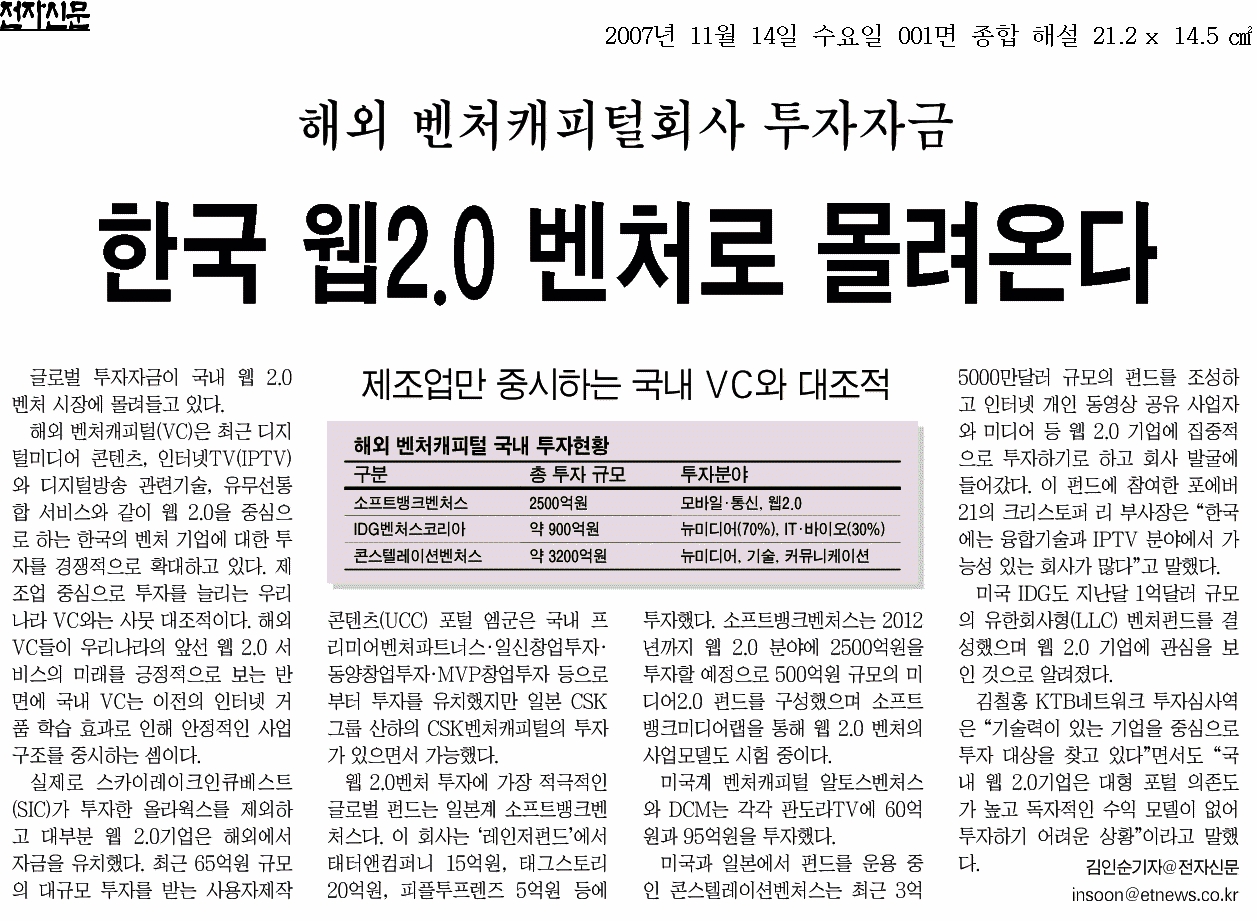 전자신문
2007년 11월 14일 수요일 001면 종합 해설 21.2 x 14.5 ㎠
해외 벤처캐피털회사 투자자금
한국 웹2.0 벤처로 몰려온다
글로벌 투자자금이 국내 웹 2.0
벤처 시장에 몰려들고 있다.
해외 벤처캐피털(VC)은 최근 디지
털미디어 콘텐츠, 인터넷TV(IPTV)
와 디지털방송 관련기술, 유무선통
합 서비스와 같이 웹 2.0을 중심으
로 하는 한국의 벤처 기업에 대한 투
자를 경쟁적으로 확대하고 있다. 제
조업 중심으로 투자를 늘리는 우리
나라 VC와는 사뭇 대조적이다. 해외
VC들이 우리나라의 앞선 웹 2.0 서
비스의 미래를 긍정적으로 보는 반
면에 국내 VC는 이전의 인터넷 거
품 학습 효과로 인해 안정적인 사업
구조를 중시하는 셈이다.
실제로 스카이레이크인큐베스트
(SIC)가 투자한 올라웍스를 제외하
고 대부분 웹 2.0기업은 해외에서
자금을 유치했다. 최근 65억원 규모
의 대규모 투자를 받는 사용자제작
제조업만 중시하는 국내 VC와 대조적
해외 벤처캐피털 국내 투자현황
구분 총 투자 규모 투자분야
소프트뱅크벤처스 2500억원 모바일·통신, 웹2.0
IDG벤처스코리아 약 900억원 뉴미디어(70%), IT·바이오(30%)
콘스텔레이션벤처스 약 3200억원 뉴미디어, 기술, 커뮤니케이션
콘텐츠(UCC) 포털 엠군은 국내 프
리미어벤처파트너스·일신창업투자·
동양창업투자·MVP창업투자 등으로
부터 투자를 유치했지만 일본 CSK
그룹 산하의 CSK벤처캐피털의 투자
가 있으면서 가능했다.
웹 2.0벤처 투자에 가장 적극적인
글로벌 펀드는 일본계 소프트뱅크벤
처스다. 이 회사는 ‘레인저펀드’에서
태터앤컴퍼니 15억원, 태그스토리
20억원, 피플투프렌즈 5억원 등에
투자했다. 소프트뱅크벤처스는 2012
년까지 웹 2.0 분야에 2500억원을
투자할 예정으로 500억원 규모의 미
디어2.0 펀드를 구성했으며 소프트
뱅크미디어랩을 통해 웹 2.0 벤처의
사업모델도 시험 중이다.
미국계 벤처캐피털 알토스벤처스
와 DCM는 각각 판도라TV에 60억
원과 95억원을 투자했다.
미국과 일본에서 펀드를 운용 중
인 콘스텔레이션벤처스는 최근 3억
5000만달러 규모의 펀드를 조성하
고 인터넷 개인 동영상 공유 사업자
와 미디어 등 웹 2.0 기업에 집중적
으로 투자하기로 하고 회사 발굴에
들어갔다. 이 펀드에 참여한 포에버
21의 크리스토퍼 리 부사장은 “한국
에는 융합기술과 IPTV 분야에서 가
능성 있는 회사가 많다”고 말했다.
미국 IDG도 지난달 1억달러 규모
의 유한회사형(LLC) 벤처펀드를 결
성했으며 웹 2.0 기업에 관심을 보
인 것으로 알려졌다.
김철홍 KTB네트워크 투자심사역
은 “기술력이 있는 기업을 중심으로
투자 대상을 찾고 있다”면서도 “국
내 웹 2.0기업은 대형 포털 의존도
가 높고 독자적인 수익 모델이 없어
투자하기 어려운 상황”이라고 말했
다. 김인순기자@전자신문
insoon@etnews.co.kr